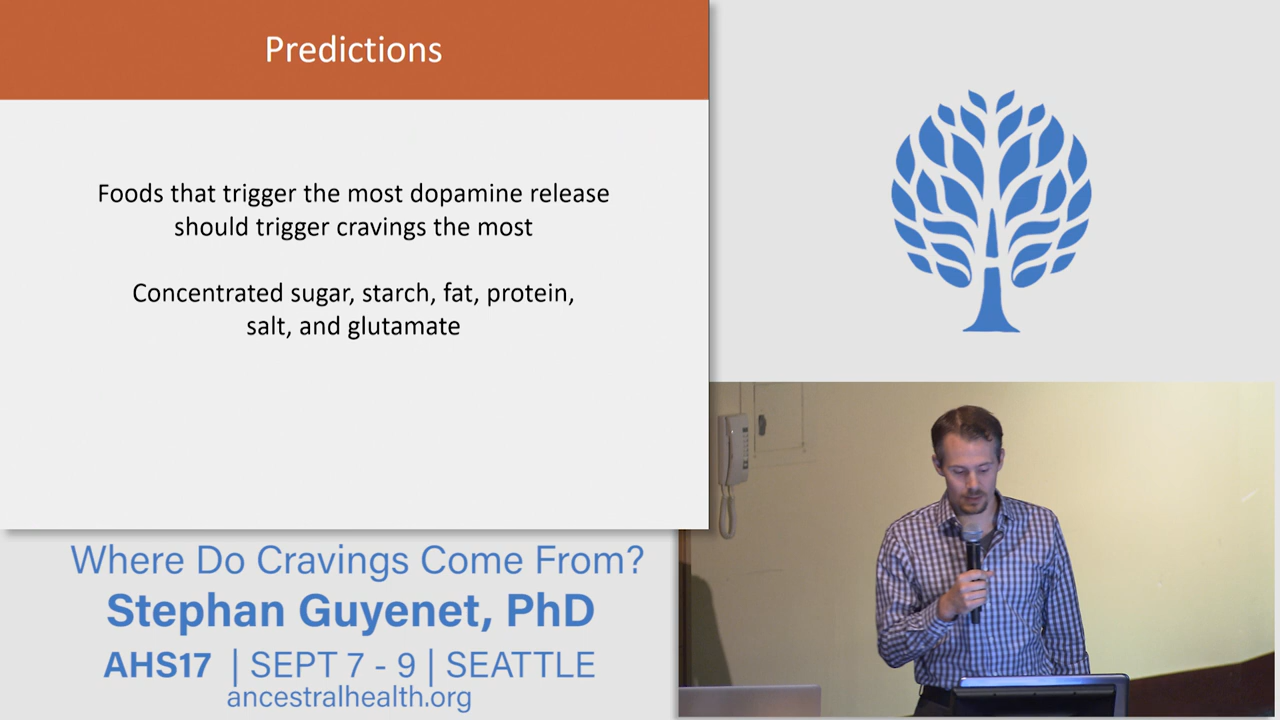 Predictions
Foods that trigger the most dopamine release
should trigger cravings the most
Concentrated sugar, starch, fat, protein,
salt, and glutamate
Where Do Cravings Come From?
Stephan Guyenet, PhD
AHS17 | SEPT 7 - 9 | SEATTLE
ancestralhealth.org